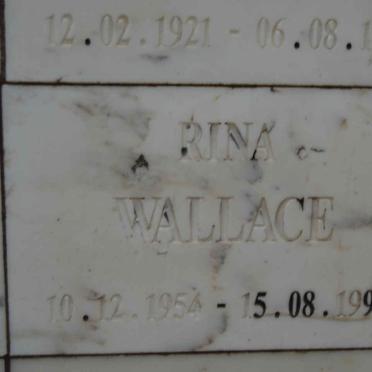 12.02.1921 - 06.08.1
RINA
WALLACE
10.12.1954 - 15.08.199